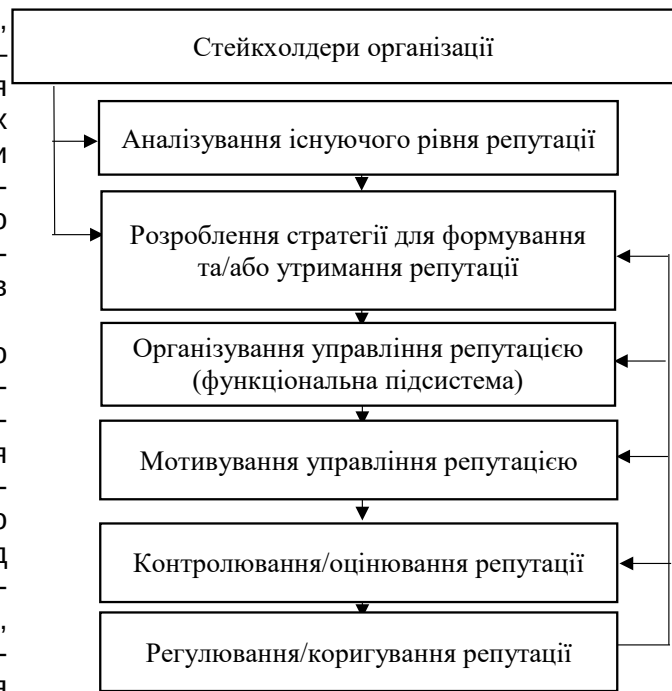 Стейкхолдери організації
Аналізування існуючого рівня репутації
Розроблення стратегії для формування
та/або утримання репутації
Організування управління репутацією
(функціональна підсистема)
Мотивування управління репутацією
Контролювання/оцінювання репутації
Регулювання/коригування репутації